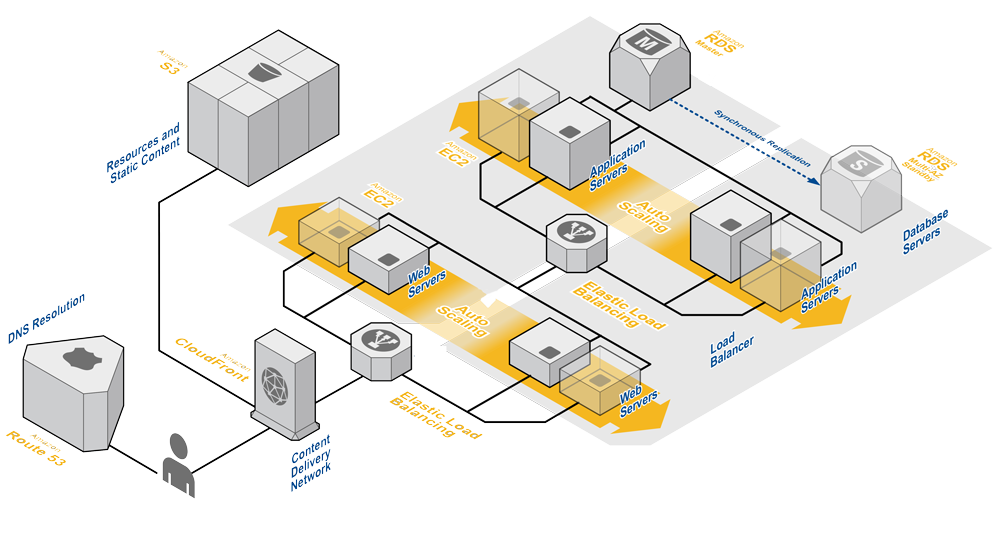 Amazon
S3
Resources and
Static Content
DNS Resolution
Amazon
Route 53
Amazon
CloudFront
Content
Delivery
Network
Amazon
EC2
Web
Servers
Auto
Scaling
Web
Servers
Elastic Load
Balancing
Amazon
EC2
Application
Servers
Auto
Scaling
Application
Servers
Elastic Load
Balancing
Load
Balancer
M
Amazon
RDS
Master
Synchronous Replication
S
Amazon
RDS
Multi-AZ
Standby
Database
Servers